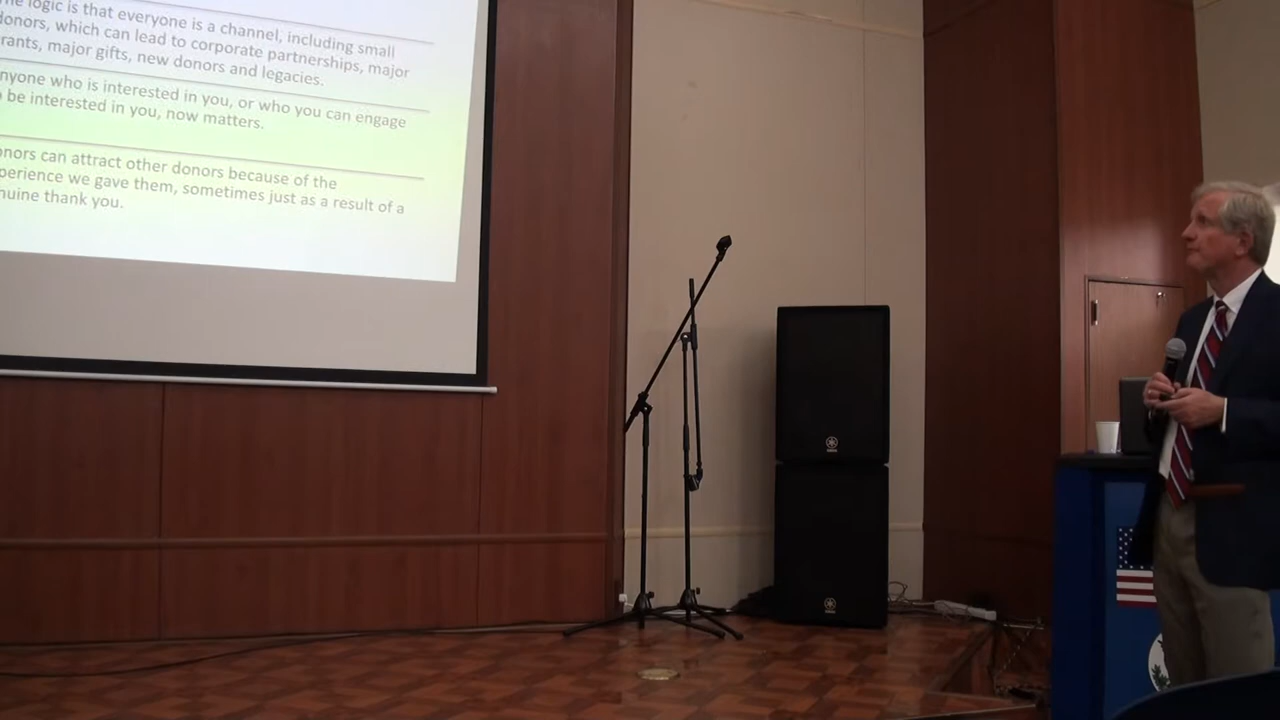 logic is that everyone is a channel, including small
donors, which can lead to corporate partnerships, major
rants, major gifts, new donors and legacies.
nyone who is interested in you, or who you can engage
be interested in you, now matters.
onors can attract other donors because of the
perience we gave them, sometimes just as a result of a
nuine thank you.